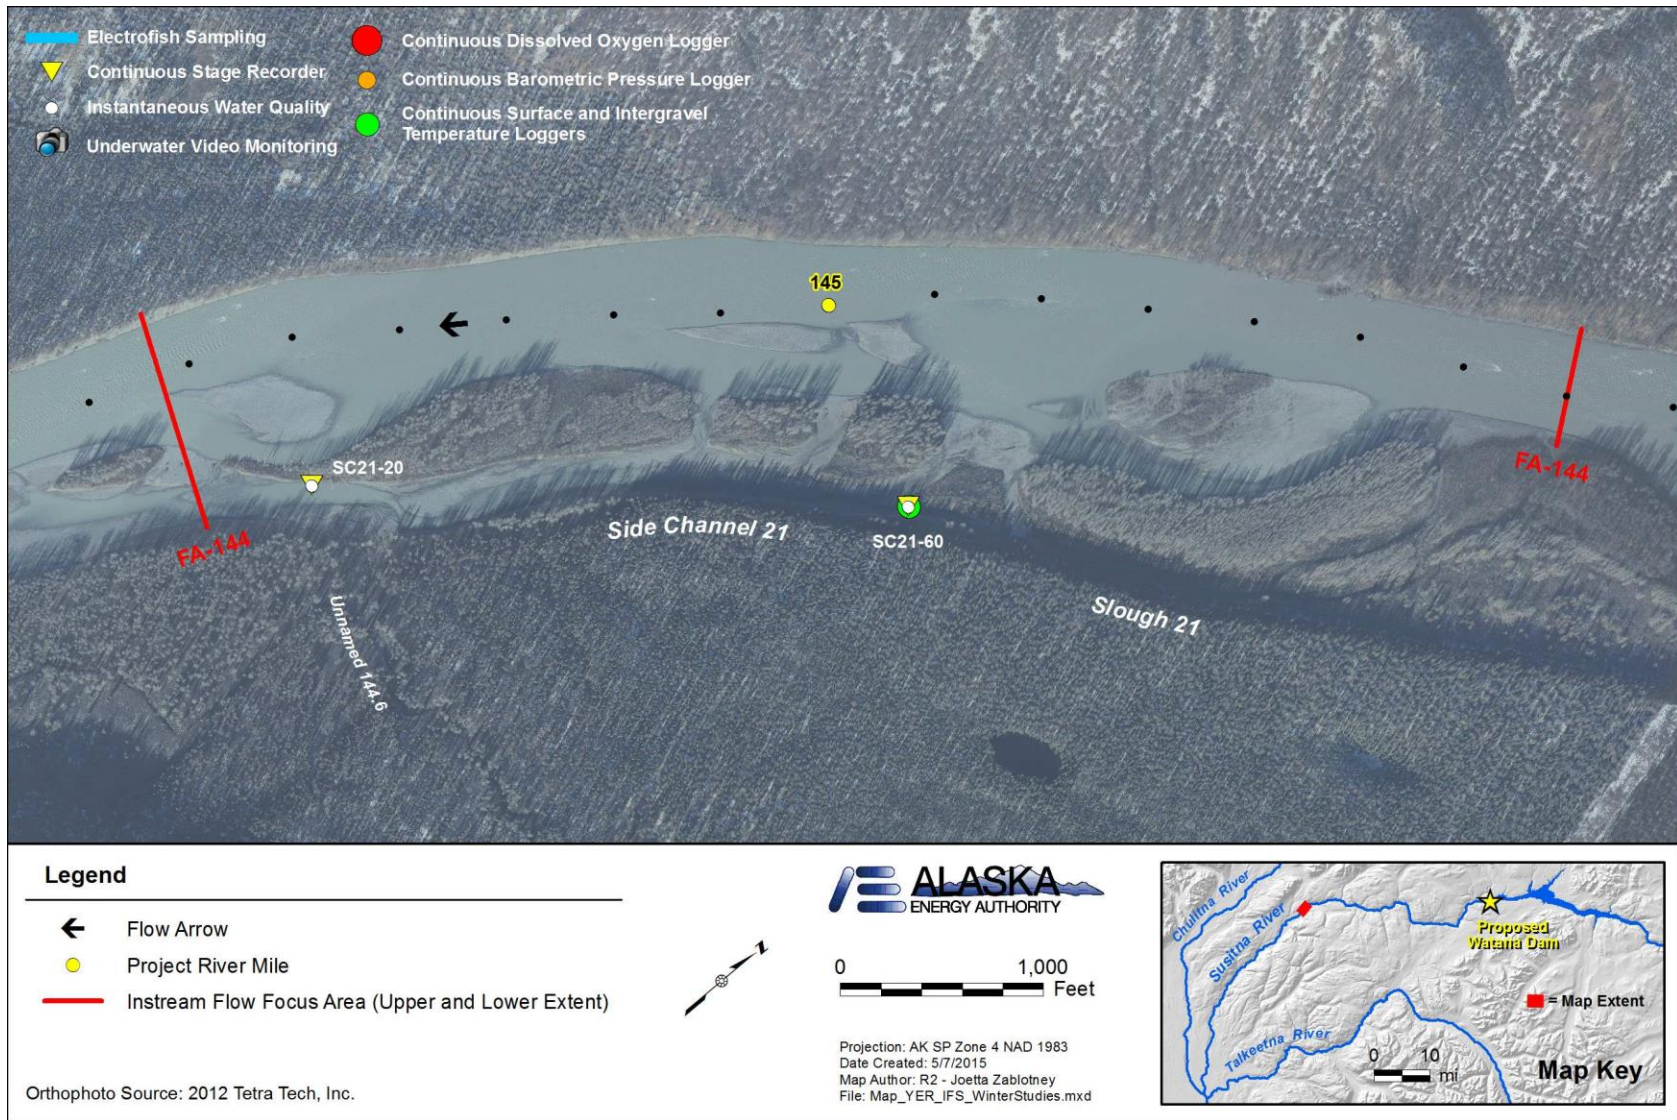 Electrofish Sampling
Continuous Stage Recorder
Instantaneous Water Quality
Underwater Video Monitoring
Continuous Dissolved Oxygen Logger
Continuous Barometric Pressure Logger
Continuous Surface and Intergravel
Temperature Loggers
145
SC21-20
FA-144
Side Channel 21
SC21-60
FA-144
Slough 21
Unnamed 144.6
Legend
Flow Arrow
Project River Mile
Instream Flow Focus Area (Upper and Lower Extent)
Orthophoto Source: 2012 Tetra Tech, Inc.
N
ALASKA
ENERGY AUTHORITY
0 1,000
Feet
Projection: AK SP Zone 4 NAD 1983
Date Created: 5/7/2015
Map Author: R2 - Joetta Zablotney
File: Map_YER_IFS_WinterStudies.mxd
Chulitna River
Susitna River
Proposed
Watana Dam
= Map Extent
Talkeetna River
0 10
mi
Map Key